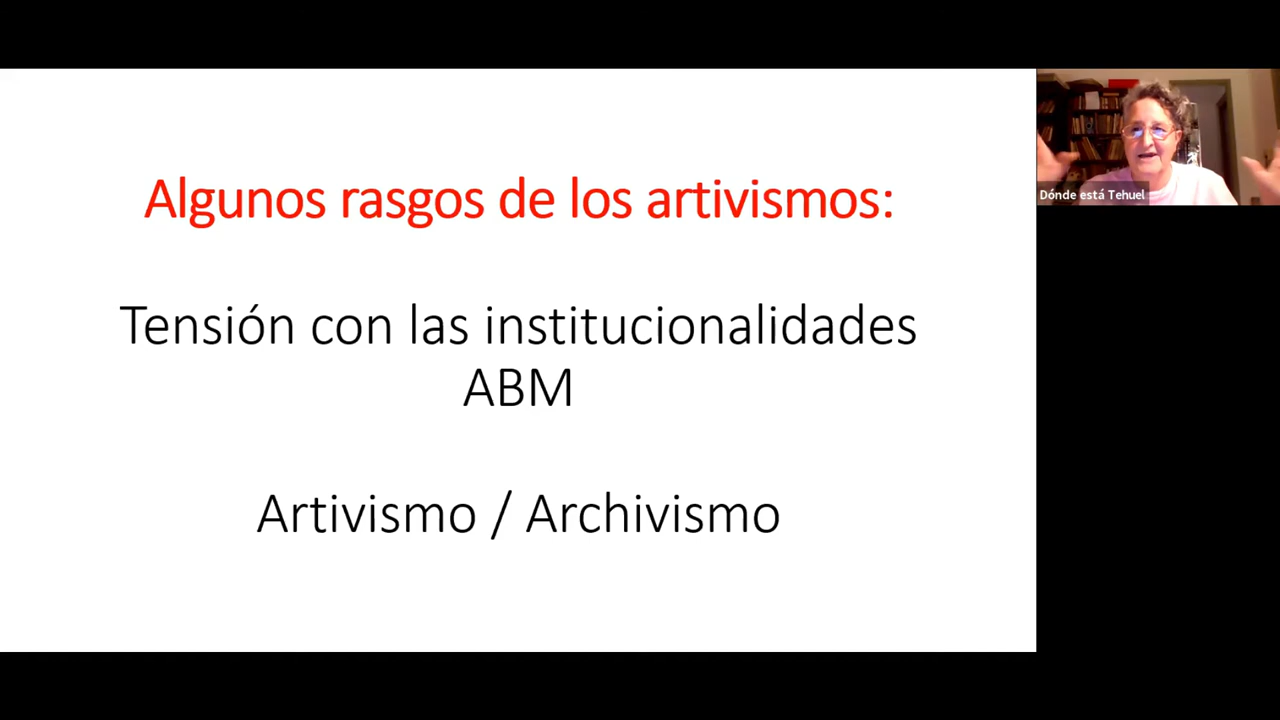 Algunos rasgos de los artivismos:
Tensión con las institucionalidades
ABM
Artivismo / Archivismo
Dónde está Tehuel